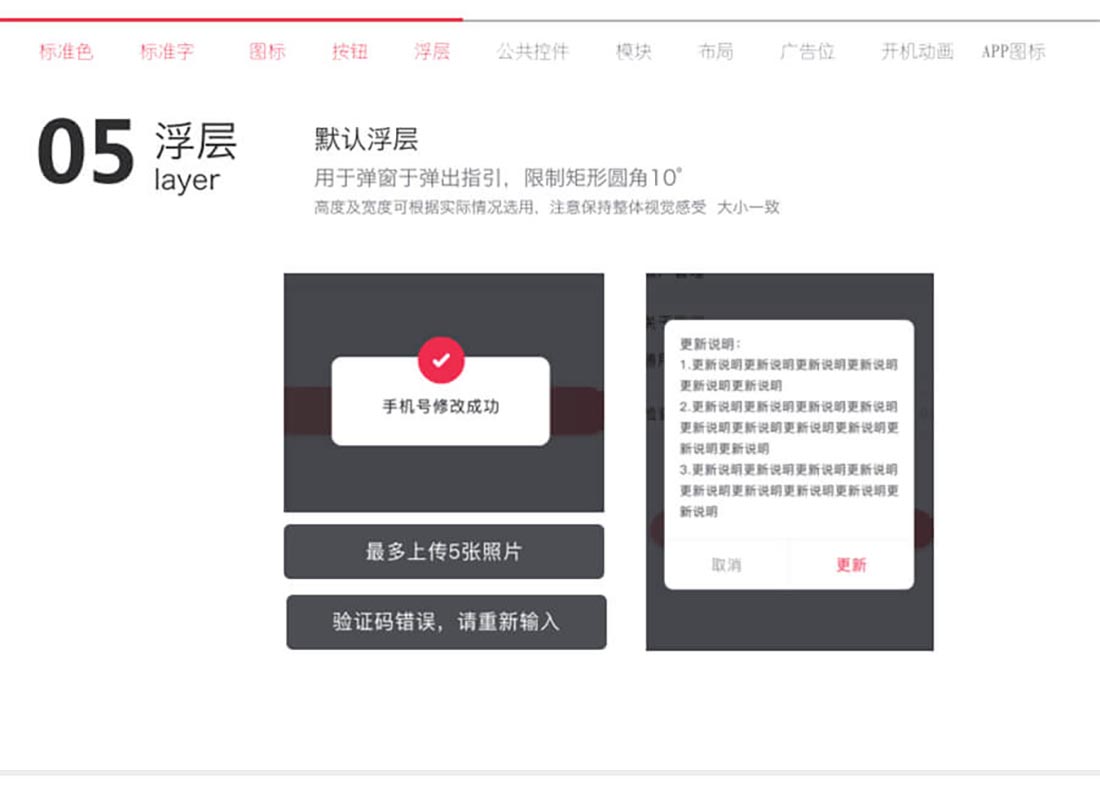 标准色 标准字 图标 按钮 浮层 公共控件 模块 布局 广告位 开机动画 APP图标
05 浮层
layer
默认浮层
用于弹窗于弹出指引，限制矩形圆角10°
高度及宽度可根据实际情况选用，注意保持整体视觉感受 大小一致
手机号修改成功
最多上传5张照片
验证码错误，请重新输入
更新说明：
1.更新说明更新说明更新说明更新说明
更新说明更新说明
2.更新说明更新说明更新说明更新说明
更新说明更新说明更新说明更新说明更
新说明更新说明
3.更新说明更新说明更新说明更新说明
更新说明更新说明更新说明更新说明更
新说明
取消 更新